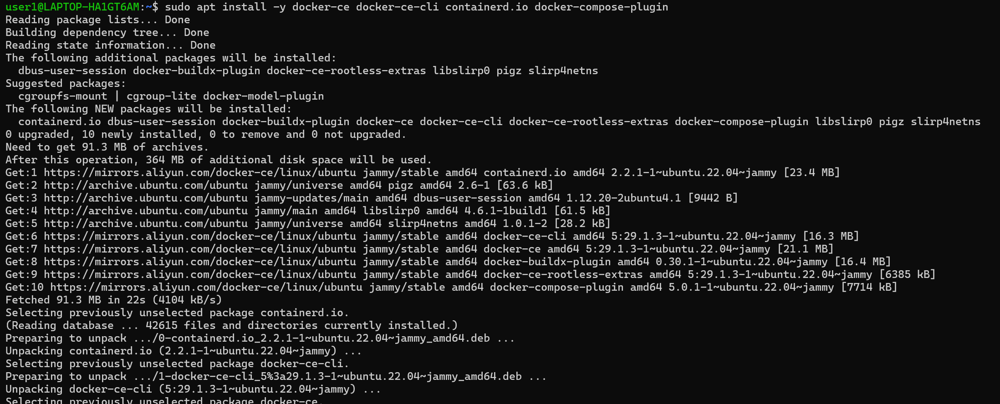 user1@LAPTOP-HA1GT6AM:~$ sudo apt install -y docker-ce docker-ce-cli containerd.io docker-compose-plugin
Reading package lists... Done
Building dependency tree... Done
Reading state information... Done
The following additional packages will be installed:
  dbus-user-session docker-buildx-plugin docker-ce-rootless-extras libslirp0 pigz slirp4netns
Suggested packages:
  cgroupfs-mount | cgroup-lite docker-model-plugin
The following NEW packages will be installed:
  containerd.io dbus-user-session docker-buildx-plugin docker-ce docker-ce-cli docker-ce-rootless-extras docker-compose-plugin libslirp0 pigz slirp4netns
0 upgraded, 10 newly installed, 0 to remove and 0 not upgraded.
Need to get 91.3 MB of archives.
After this operation, 364 MB of additional disk space will be used.
Get:1 https://mirrors.aliyun.com/docker-ce/linux/ubuntu jammy/stable amd64 containerd.io amd64 2.2.1-1~ubuntu.22.04~jammy [23.4 MB]
Get:2 http://archive.ubuntu.com/ubuntu jammy/universe amd64 pigz amd64 2.6-1 [63.6 kB]
Get:3 http://archive.ubuntu.com/ubuntu jammy-updates/main amd64 dbus-user-session amd64 1.12.20-2ubuntu4.1 [9442 B]
Get:4 http://archive.ubuntu.com/ubuntu jammy/main amd64 libslirp0 amd64 4.6.1-1build1 [61.5 kB]
Get:5 http://archive.ubuntu.com/ubuntu jammy/universe amd64 slirp4netns amd64 1.0.1-2 [28.2 kB]
Get:6 https://mirrors.aliyun.com/docker-ce/linux/ubuntu jammy/stable amd64 docker-ce-cli amd64 5:29.1.3-1~ubuntu.22.04~jammy [16.3 MB]
Get:7 https://mirrors.aliyun.com/docker-ce/linux/ubuntu jammy/stable amd64 docker-ce amd64 5:29.1.3-1~ubuntu.22.04~jammy [21.1 MB]
Get:8 https://mirrors.aliyun.com/docker-ce/linux/ubuntu jammy/stable amd64 docker-buildx-plugin amd64 0.30.1-1~ubuntu.22.04~jammy [16.4 MB]
Get:9 https://mirrors.aliyun.com/docker-ce/linux/ubuntu jammy/stable amd64 docker-ce-rootless-extras amd64 5:29.1.3-1~ubuntu.22.04~jammy [6385 kB]
Get:10 https://mirrors.aliyun.com/docker-ce/linux/ubuntu jammy/stable amd64 docker-compose-plugin amd64 5.0.1-1~ubuntu.22.04~jammy [7714 kB]
Fetched 91.3 MB in 22s (4104 kB/s)
Selecting previously unselected package containerd.io.
(Reading database ... 42615 files and directories currently installed.)
Preparing to unpack .../0-containerd.io_2.2.1-1~ubuntu.22.04~jammy_amd64.deb ...
Unpacking containerd.io (2.2.1-1~ubuntu.22.04~jammy) ...
Selecting previously unselected package docker-ce-cli.
Preparing to unpack .../1-docker-ce-cli_5%3a29.1.3-1~ubuntu.22.04~jammy_amd64.deb ...
Unpacking docker-ce-cli (5:29.1.3-1~ubuntu.22.04~jammy) ...
Selecting previously unselected package docker-ce.